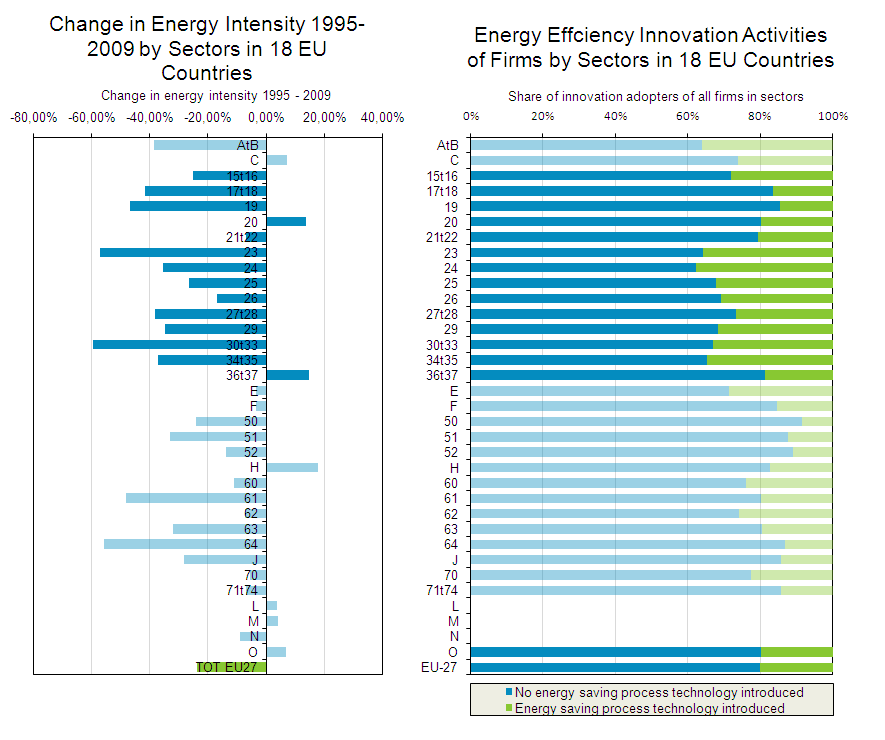 Change in Energy Intensity 1995-
2009 by Sectors in 18 EU
Countries
Change in energy intensity 1995 - 2009
-80,00% -60,00% -40,00% -20,00% 0,00% 20,00% 40,00%
AtB
C
15t16
17t18
19
20
21t22
23
24
25
26
27t28
29
30t33
34t35
36t37
E
F
50
51
52
H
60
61
62
63
64
J
70
71t74
L
M
N
O
TOT EU27
Energy Effciency Innovation Activities
of Firms by Sectors in 18 EU Countries
Share of innovation adopters of all firms in sectors
0% 20% 40% 60% 80% 100%
AtB
C
15t16
17t18
19
20
21t22
23
24
25
26
27t28
29
30t33
34t35
36t37
E
F
50
51
52
H
60
61
62
63
64
J
70
71t74
L
M
N
O
EU-27
No energy saving process technology introduced
Energy saving process technology introduced